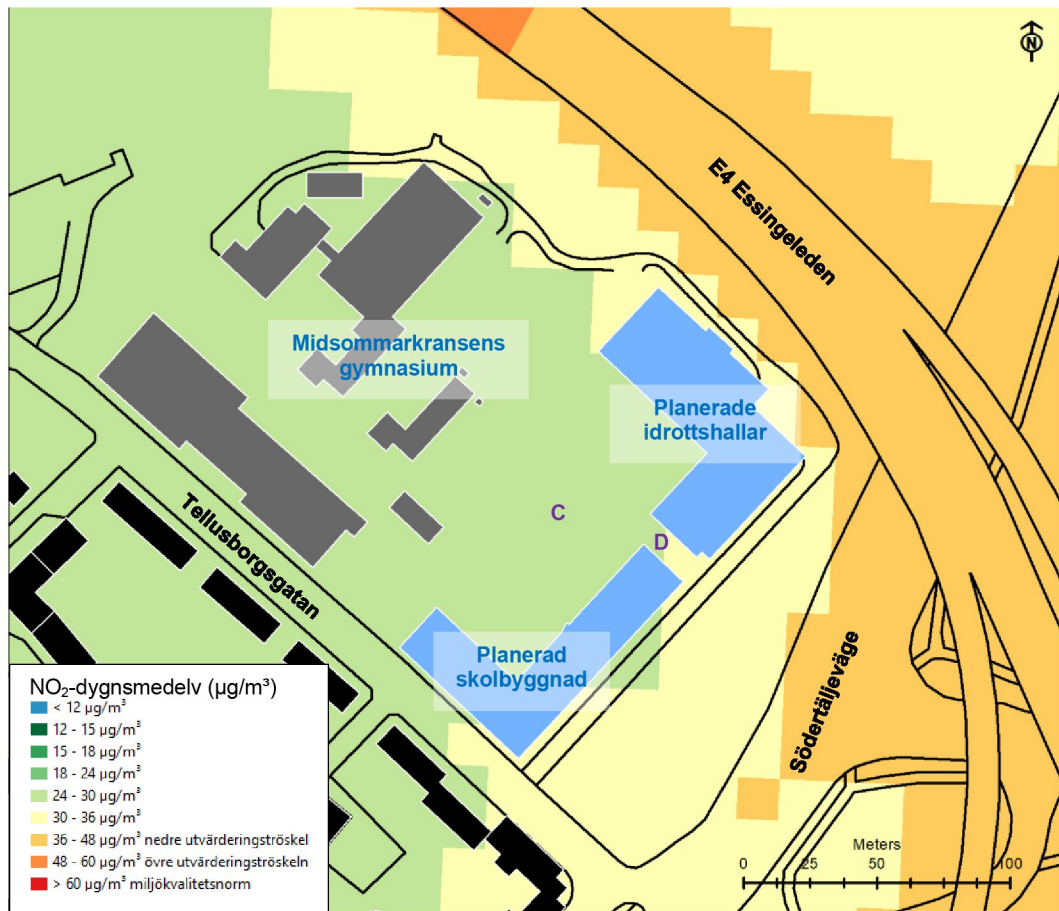 N
E4 Essingeleden
Midsommarkransens
gymnasium
Planerade
idrottshallar
C
D
Tellusborgsgatan
Planerad
skolbyggnad
Södertäljeväge
NO₂-dygnsmedelv (µg/m³)
< 12 µg/m³
12 - 15 µg/m³
15 - 18 µg/m³
18 - 24 µg/m³
24 - 30 µg/m³
30 - 36 µg/m³
36 - 48 µg/m³ nedre utvärderingströskel
48 - 60 µg/m³ övre utvärderingströskeln
> 60 µg/m³ miljökvalitetsnorm
Meters
0 25 50 100